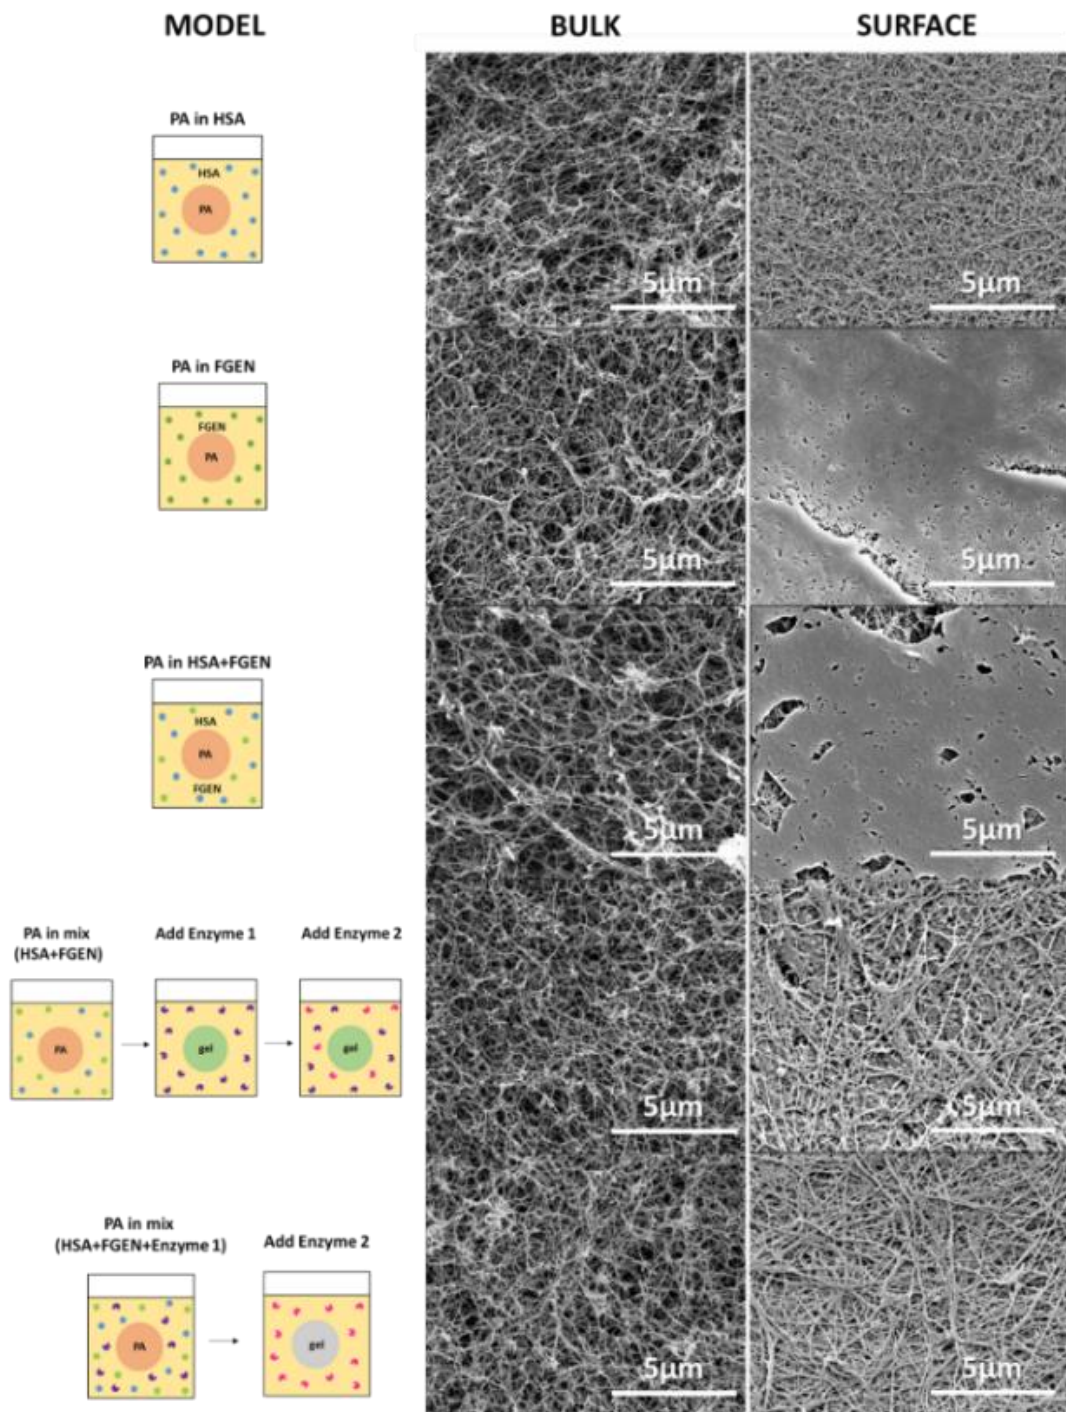 MODEL BULK SURFACE
PA in HSA
HSA
PA
5µm 5µm
PA in FGEN
FGEN
PA
5µm 5µm
PA in HSA+FGEN
HSA
PA
FGEN
5µm 5µm
PA in mix
(HSA+FGEN)
Add Enzyme 1
Add Enzyme 2
PA gel gel
5µm 5µm
PA in mix
(HSA+FGEN+Enzyme 1)
Add Enzyme 2
PA gel
5µm 5µm